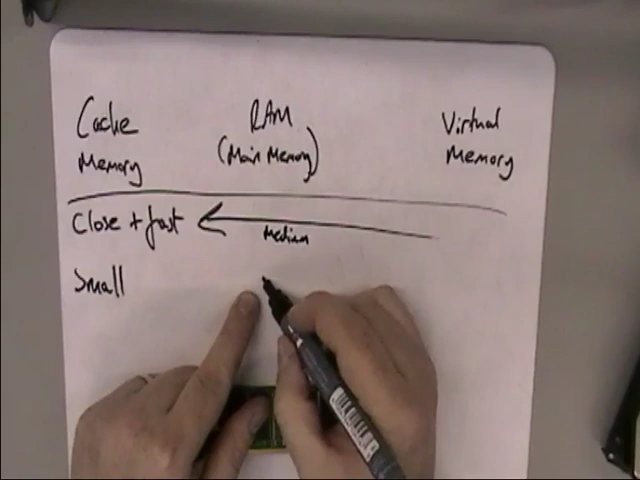 Cache
Memory
RAM
(Main Memory)
Virtual
Memory
Close + fast
Medium
Small